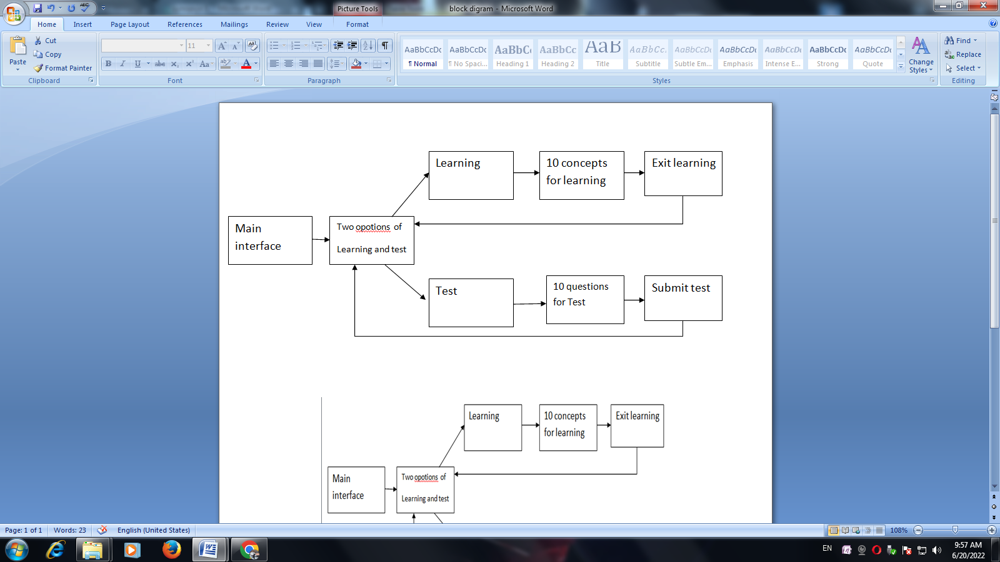 Picture Tools
block digram - Microsoft Word
Home Insert Page Layout References Mailings Review View Format
Paste
Cut
Copy
Format Painter
Clipboard
11
B I U abc x₂ x² Aa
Font
Paragraph
AaBbCcDc AaBbCcDc AaBbCc AaBbCc AaB AaBbCc. AaBbCcDc AaBbCcDc AaBbCcDc AaBbCcDc AaBbCcDc
¶ Normal ¶ No Spaci... Heading 1 Heading 2 Title Subtitle Subtle Em... Emphasis Intense E... Strong Quote
Change
Styles
Styles
Find
Replace
Select
Editing
Learning
10 concepts
for learning
Exit learning
Main
interface
Two opotions of
Learning and test
Test
10 questions
for Test
Submit test
Learning
10 concepts
for learning
Exit learning
Main
interface
Two opotions of
Learning and test
Page: 1 of 1 Words: 23 English (United States) 108%
EN
9:57 AM
6/20/2022